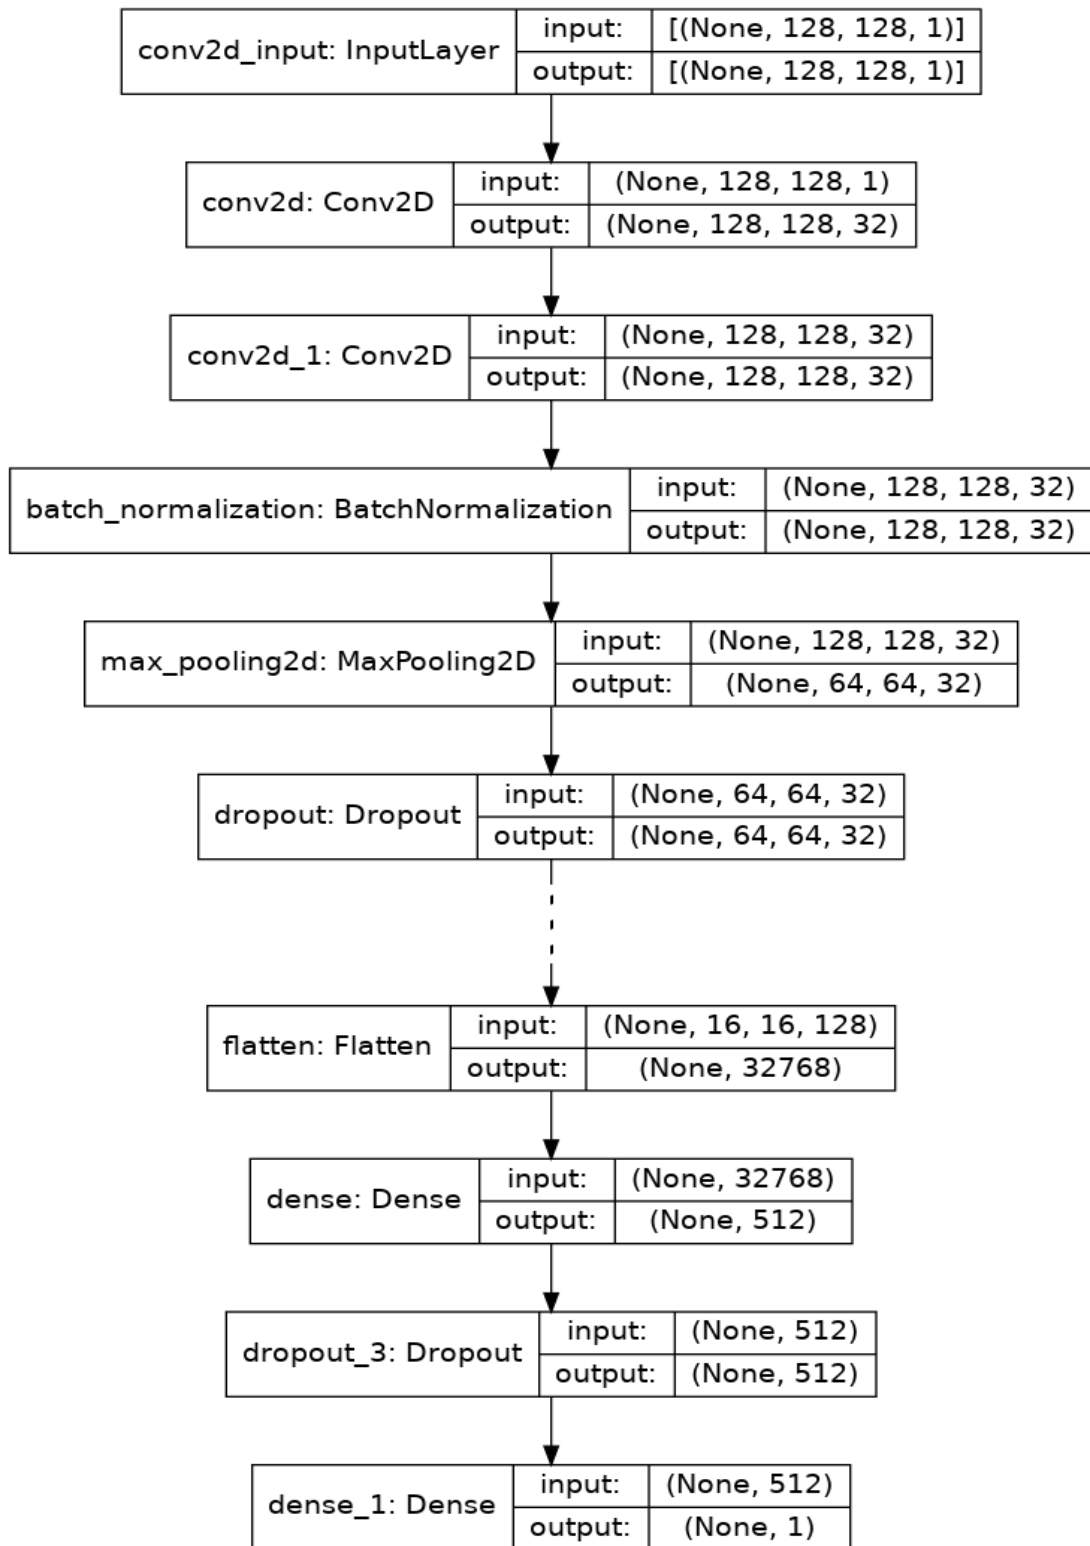 conv2d_input: InputLayer
input: [(None, 128, 128, 1)]
output: [(None, 128, 128, 1)]
conv2d: Conv2D
input: (None, 128, 128, 1)
output: (None, 128, 128, 32)
conv2d_1: Conv2D
input: (None, 128, 128, 32)
output: (None, 128, 128, 32)
batch_normalization: BatchNormalization
input: (None, 128, 128, 32)
output: (None, 128, 128, 32)
max_pooling2d: MaxPooling2D
input: (None, 128, 128, 32)
output: (None, 64, 64, 32)
dropout: Dropout
input: (None, 64, 64, 32)
output: (None, 64, 64, 32)
flatten: Flatten
input: (None, 16, 16, 128)
output: (None, 32768)
dense: Dense
input: (None, 32768)
output: (None, 512)
dropout_3: Dropout
input: (None, 512)
output: (None, 512)
dense_1: Dense
input: (None, 512)
output: (None, 1)